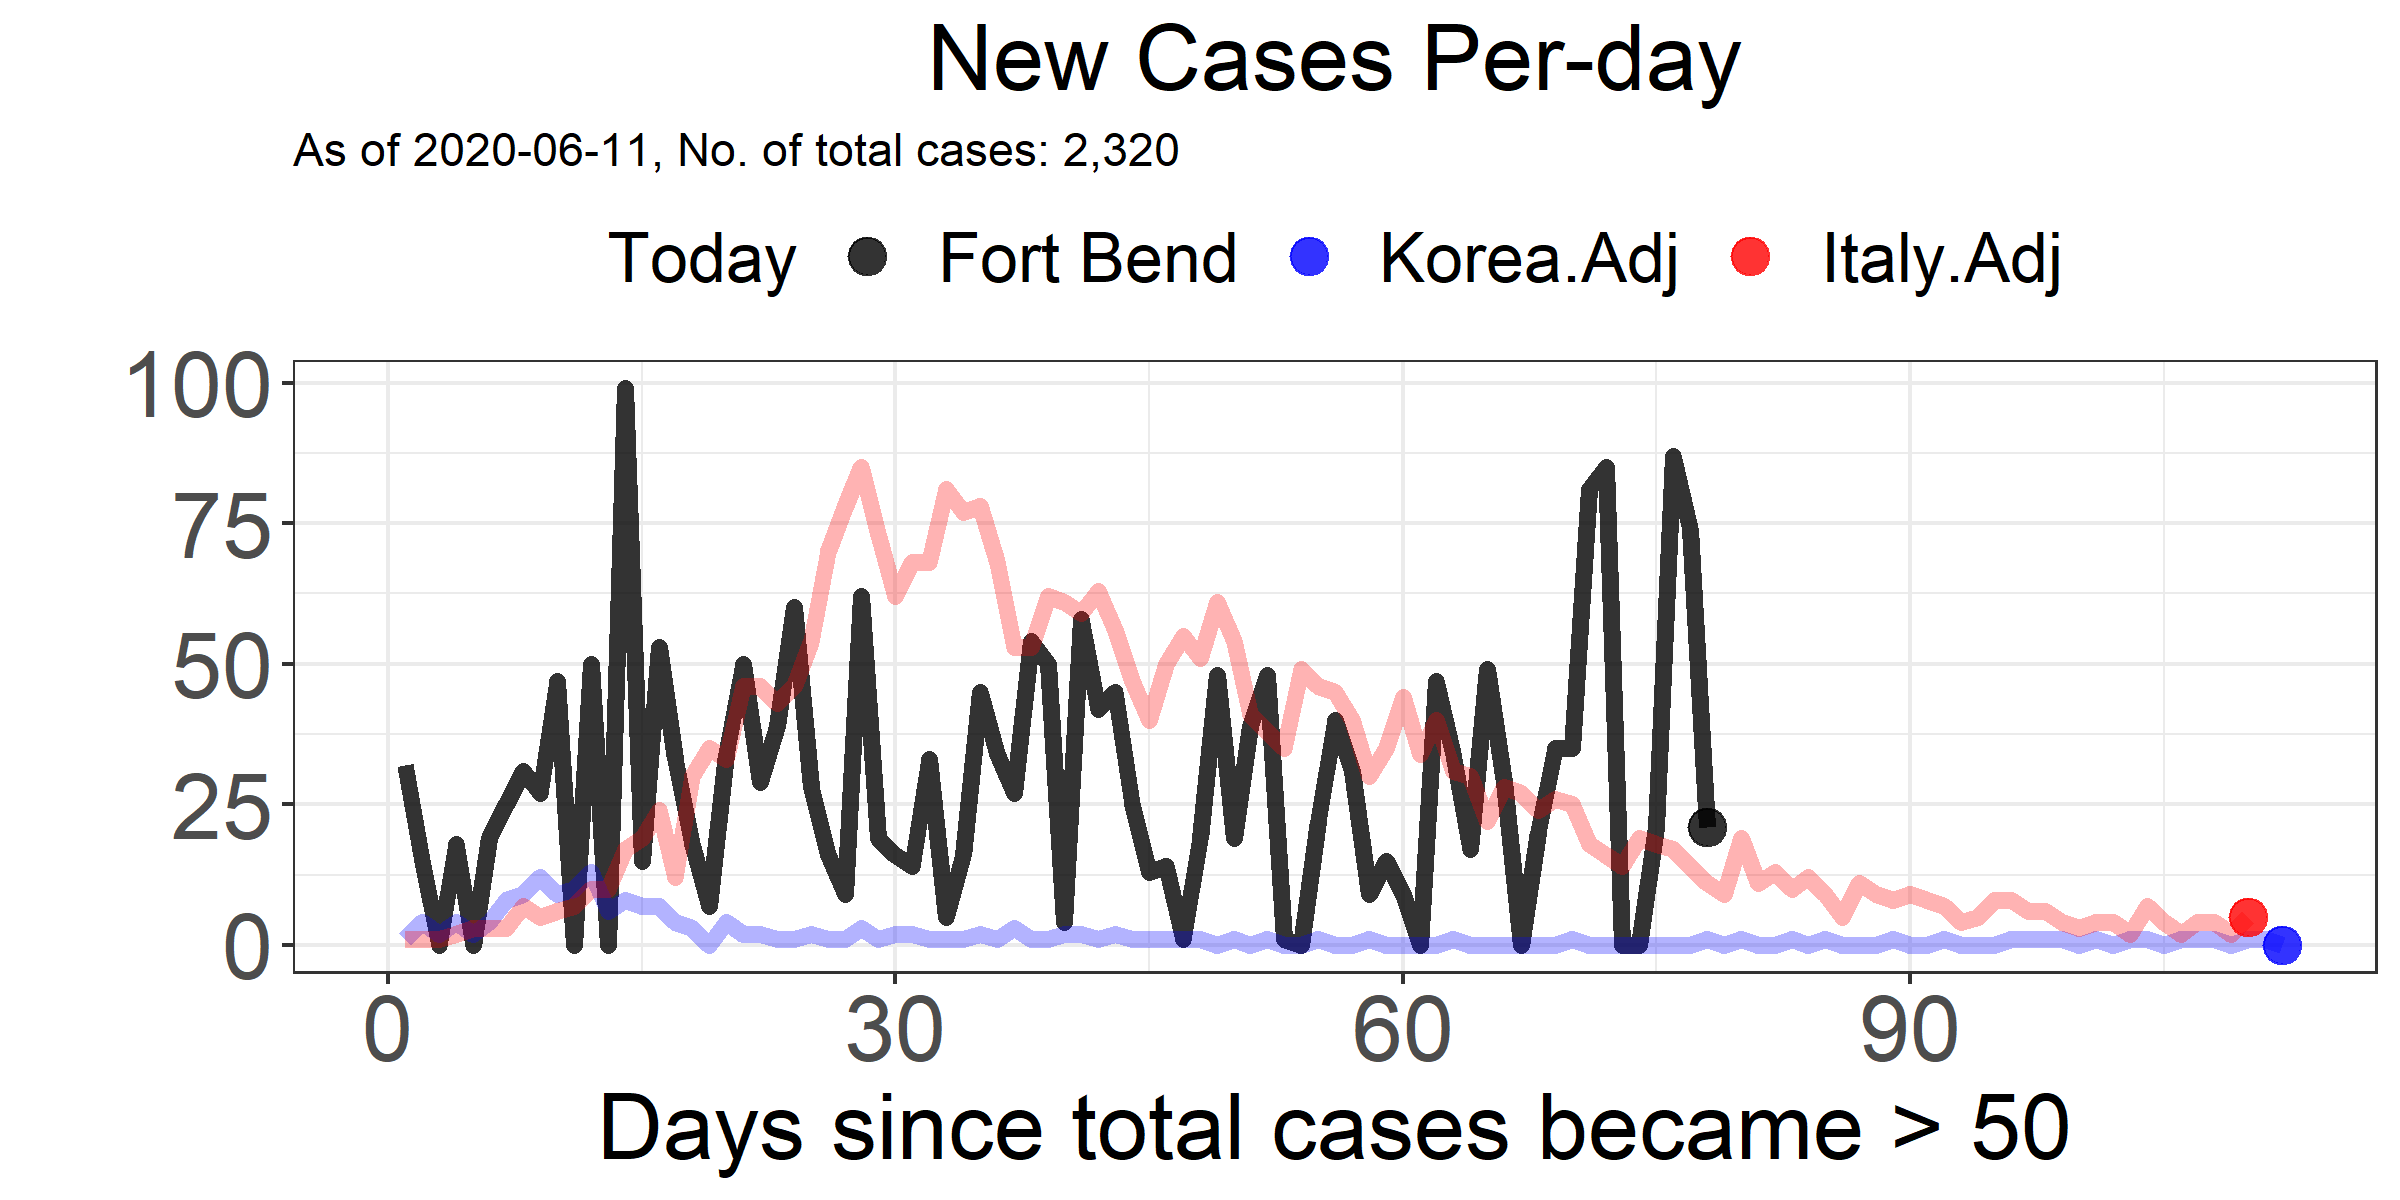 New Cases Per-day
As of 2020-06-11, No. of total cases: 2,320
Today Fort Bend Korea.Adj Italy.Adj
100
75
50
25
0
0 30 60 90
Days since total cases became > 50